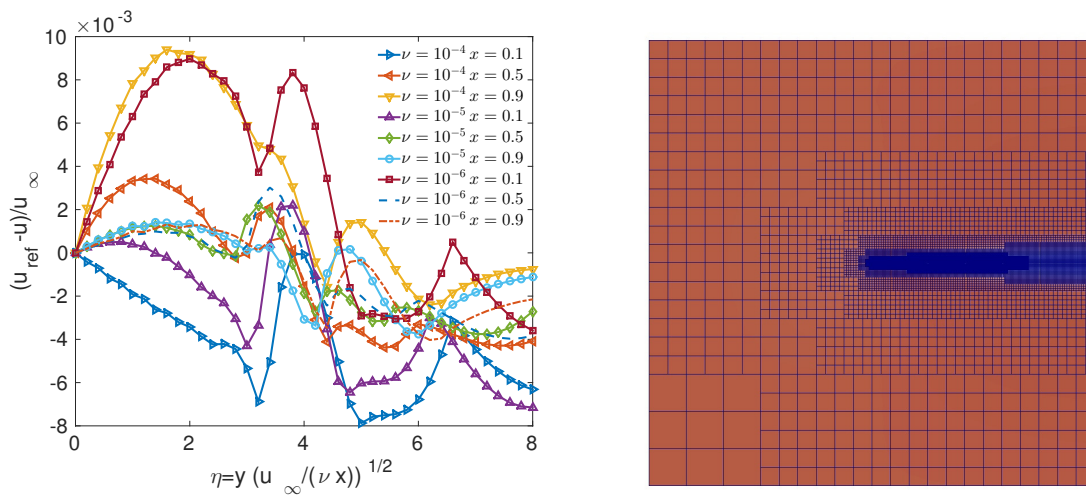 ×10⁻³
10
8
6
4
2
0
-2
-4
-6
-8
(u_ref -u)/u_∞
0 2 4 6 8
η=y (u_∞/(ν x))^1/2
ν = 10⁻⁴ x = 0.1
ν = 10⁻⁴ x = 0.5
ν = 10⁻⁴ x = 0.9
ν = 10⁻⁵ x = 0.1
ν = 10⁻⁵ x = 0.5
ν = 10⁻⁵ x = 0.9
ν = 10⁻⁶ x = 0.1
ν = 10⁻⁶ x = 0.5
ν = 10⁻⁶ x = 0.9